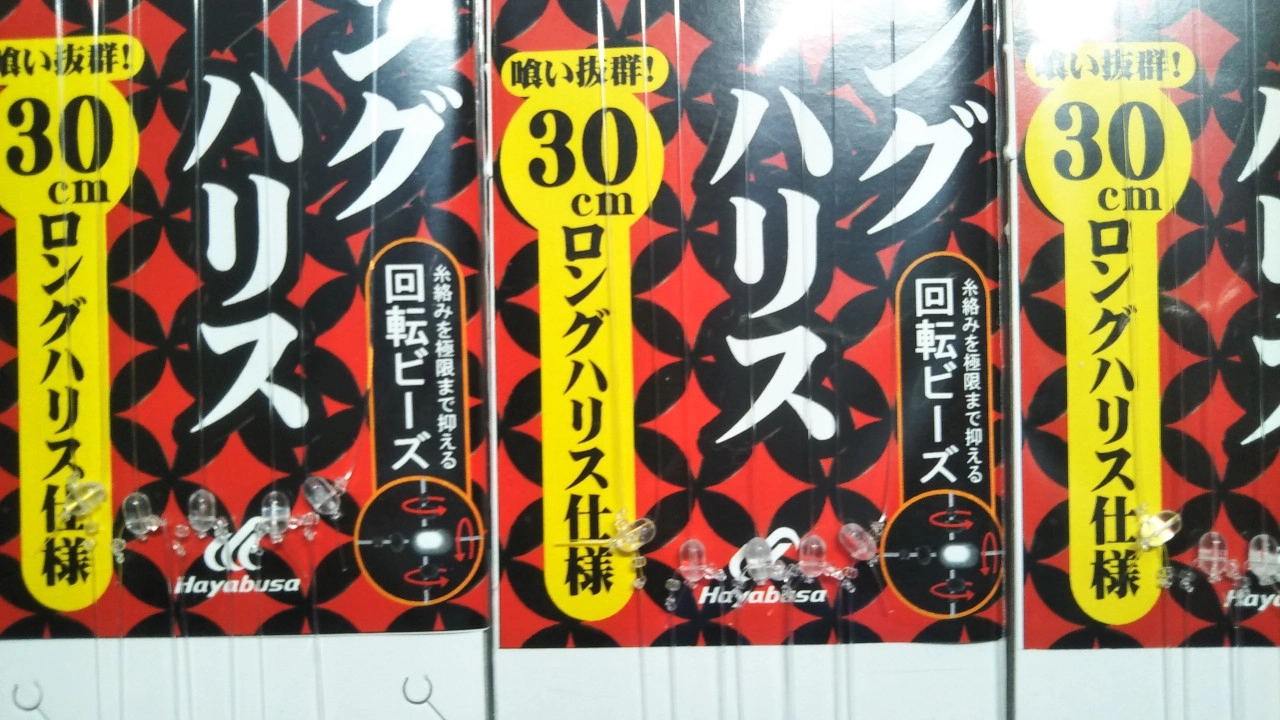 喰い抜群!
30
cm
ロングハリス仕様
ング
ハリス
糸絡みを極限まで抑える
回転ビーズ
Hayabusa
喰い抜群!
30
cm
ロングハリス仕様
ング
ハリス
糸絡みを極限まで抑える
回転ビーズ
Hayabusa
喰い抜群!
30
cm
ロングハリス仕様